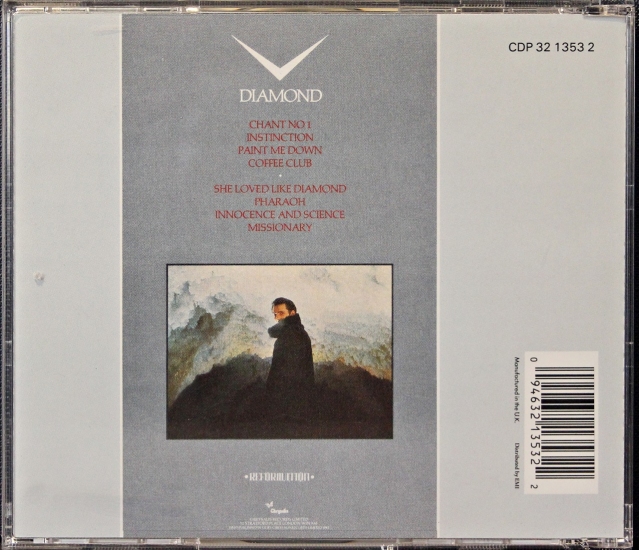 CDP 32 1353 2
DIAMOND
CHANT NO 1
INSTINCTION
PAINT ME DOWN
COFFEE CLUB
SHE LOVED LIKE DIAMOND
PHARAOH
INNOCENCE AND SCIENCE
MISSIONARY
•REFORMATION•
Chrysalis
Manufactured in the U.K. Distributed by EMI
0 94632 13532 2